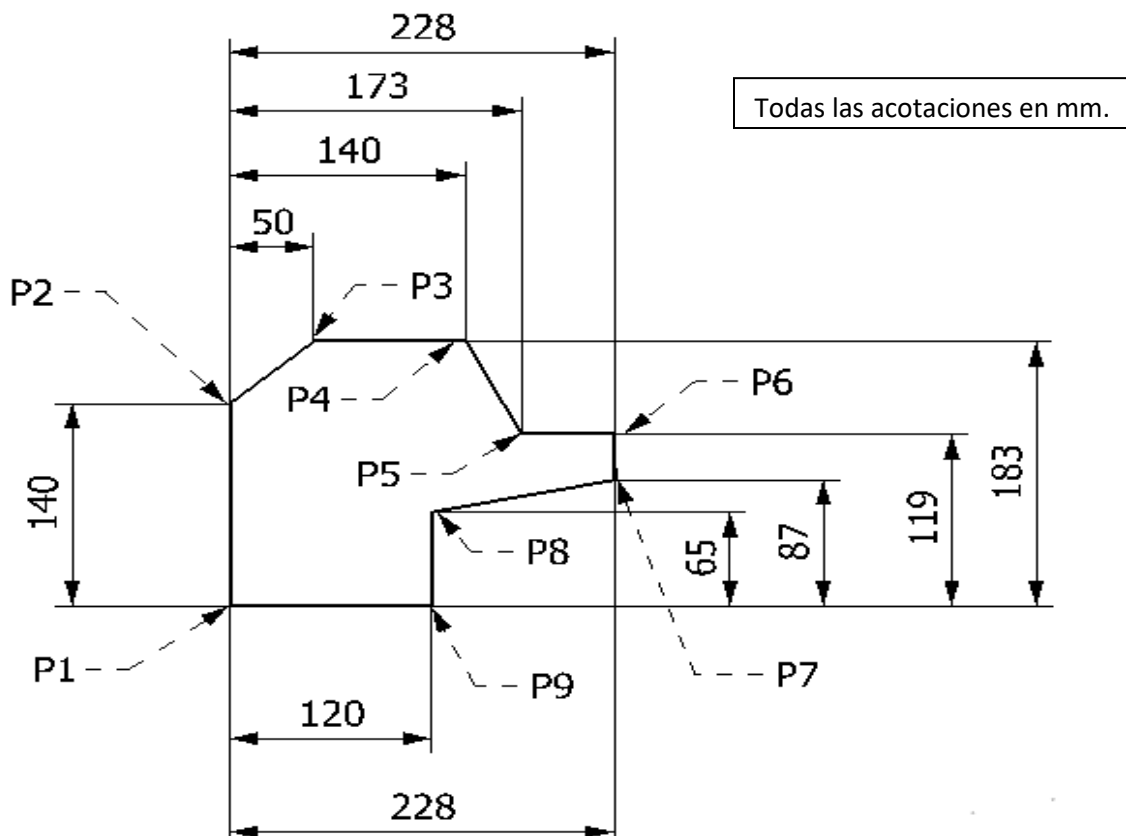 228
173
Todas las acotaciones en mm.
140
50
P2
P3
P4
P6
P5
140
183
119
87
65
P8
P1
P9
P7
120
228